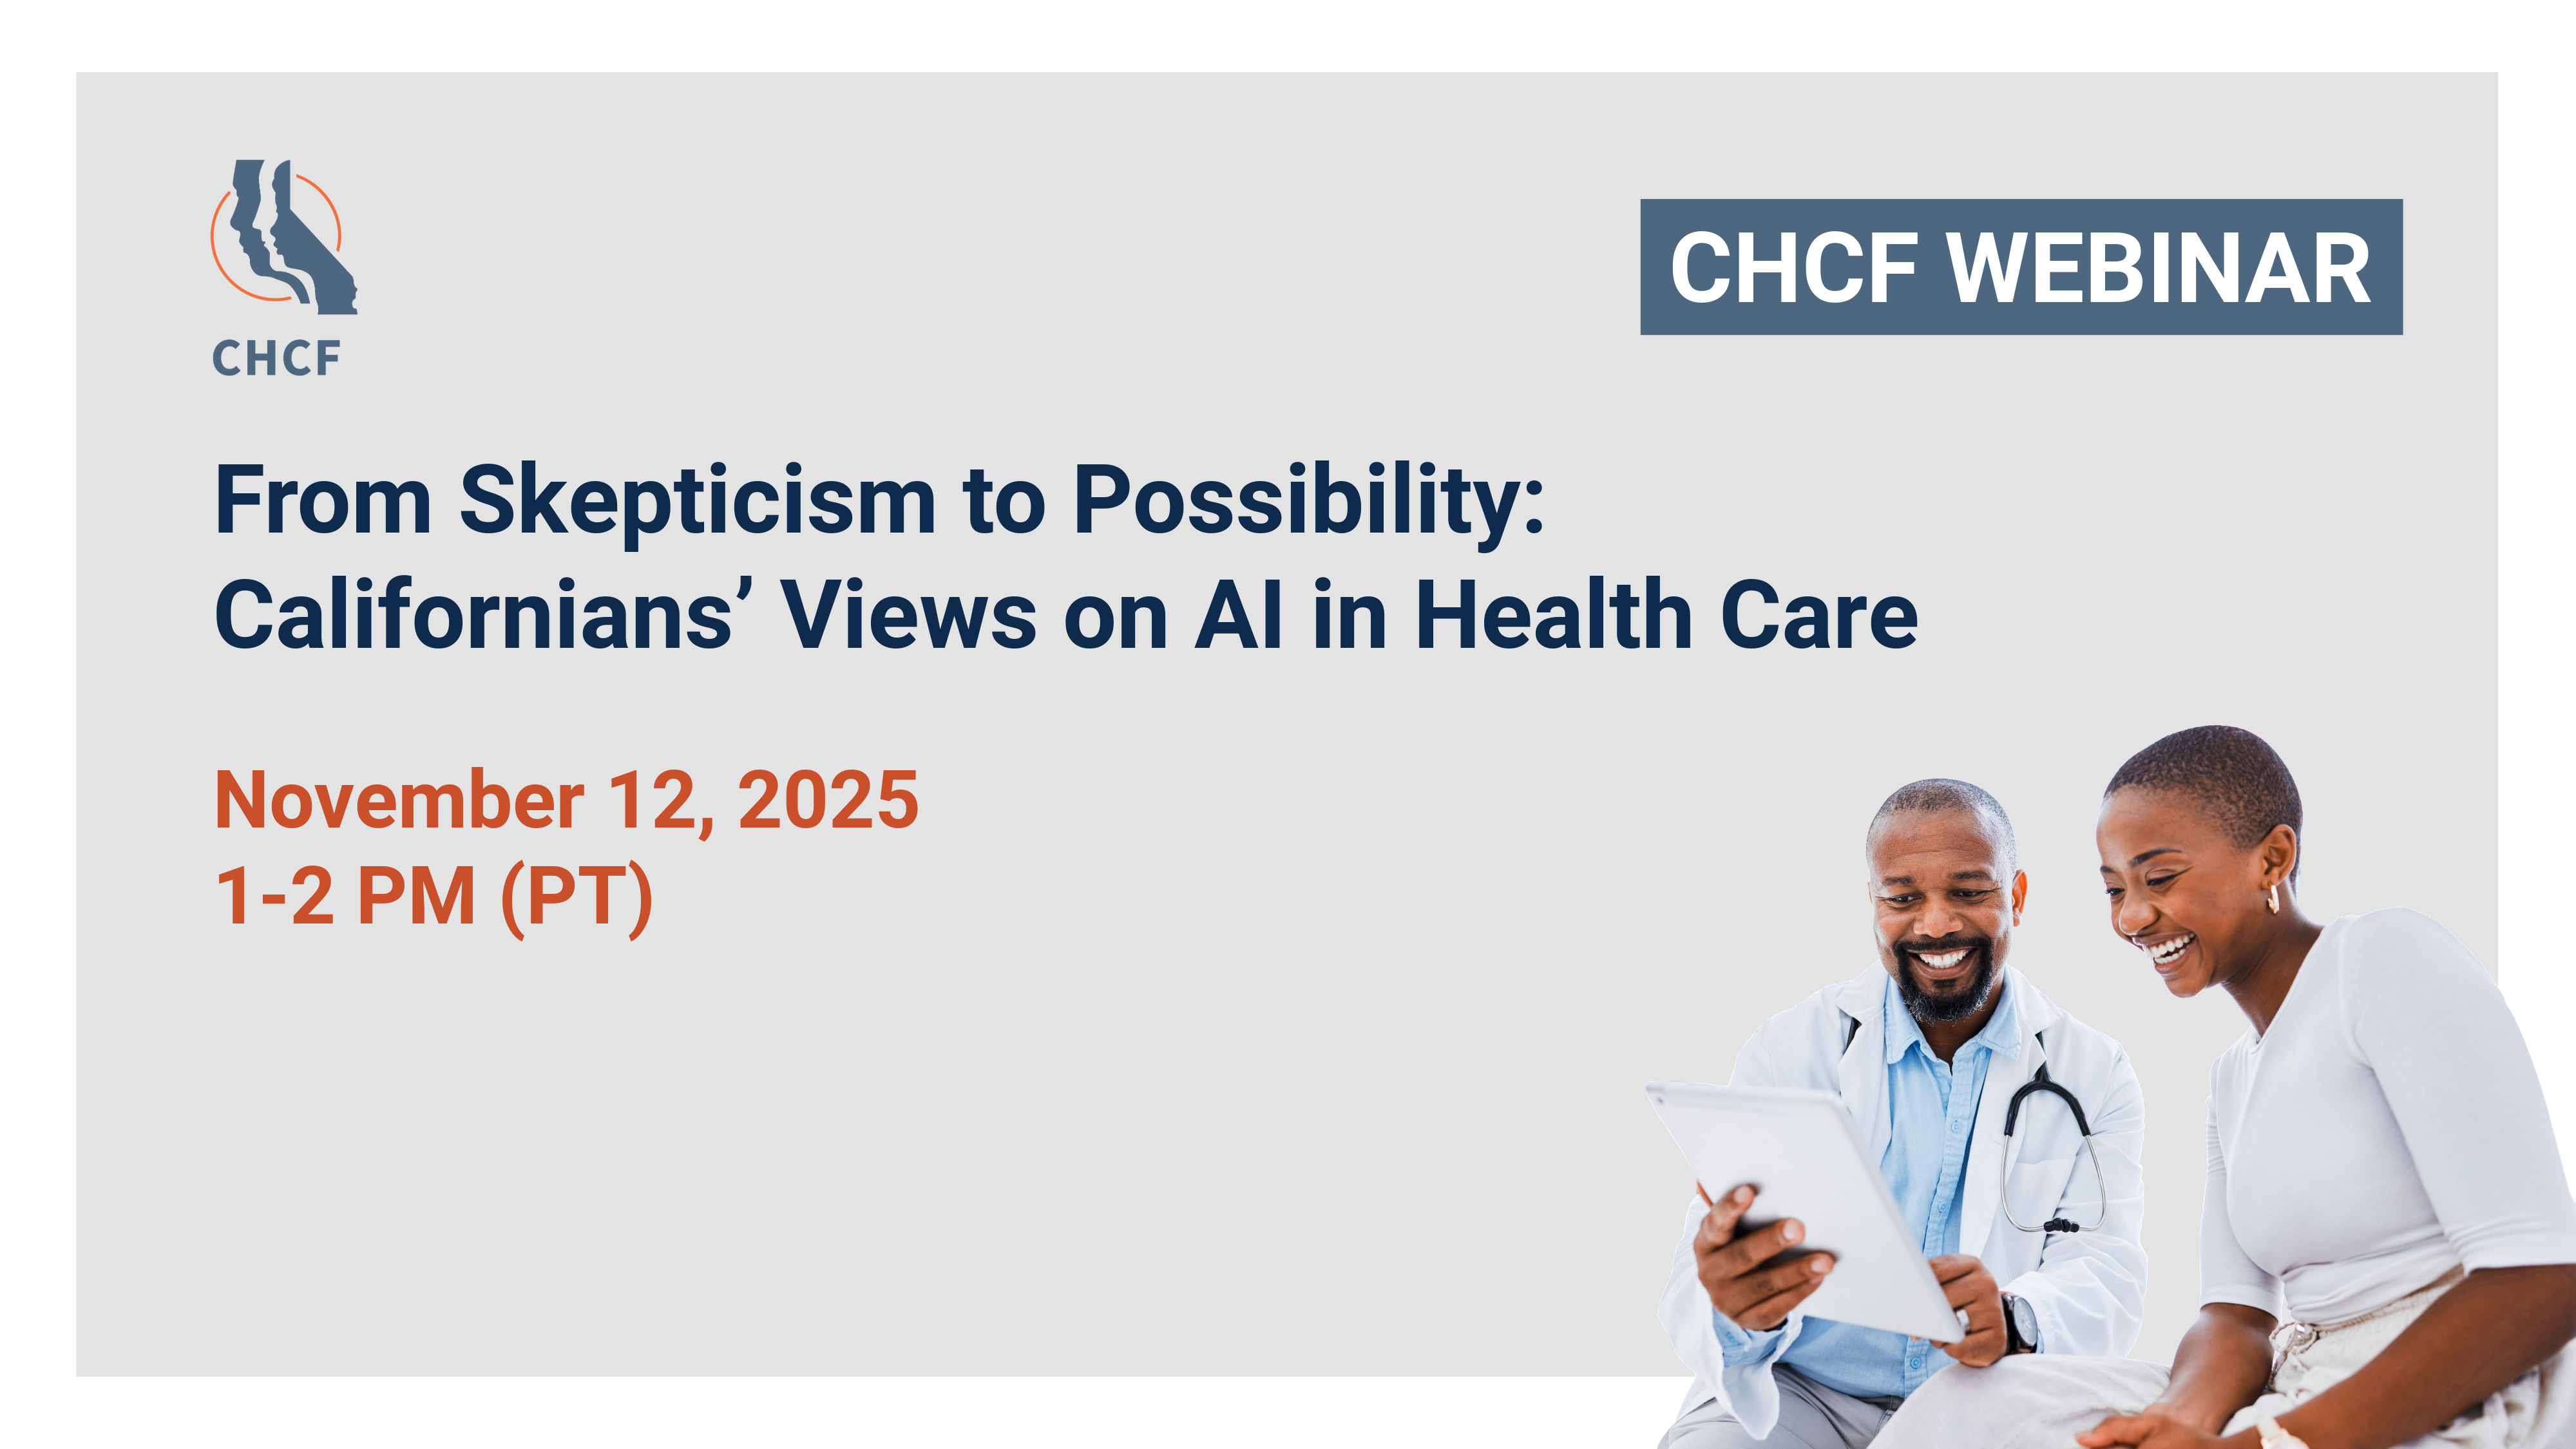 CHCF
CHCF WEBINAR
From Skepticism to Possibility:
Californians’ Views on AI in Health Care
November 12, 2025
1-2 PM (PT)